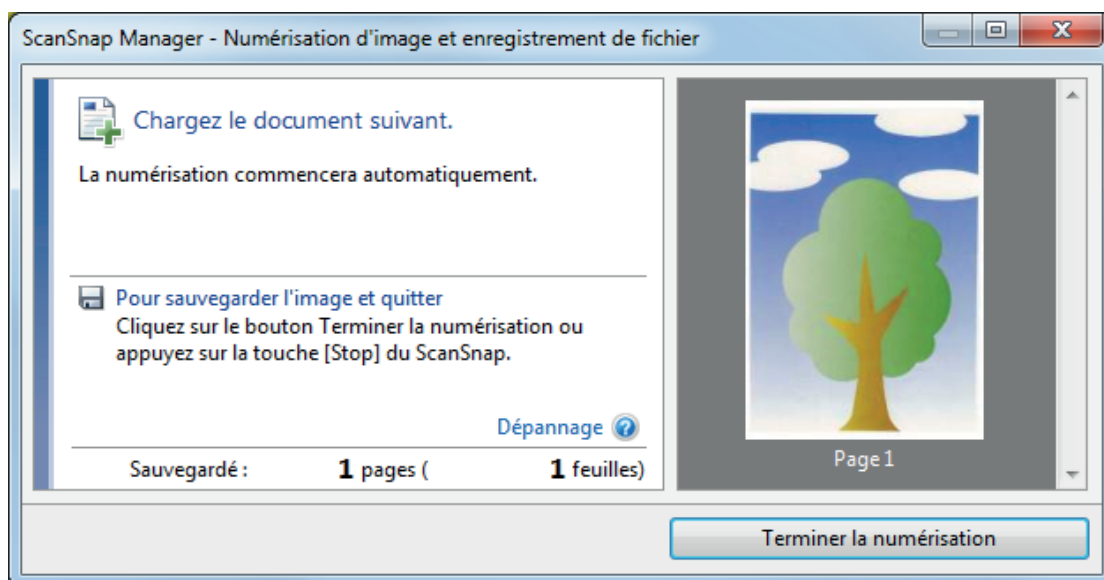 ScanSnap Manager - Numérisation d'image et enregistrement de fichier
Chargez le document suivant.
La numérisation commencera automatiquement.
Pour sauvegarder l'image et quitter
Cliquez sur le bouton Terminer la numérisation ou
appuyez sur la touche [Stop] du ScanSnap.
Dépannage
Sauvegardé : 1 pages ( 1 feuilles)
Page 1
Terminer la numérisation